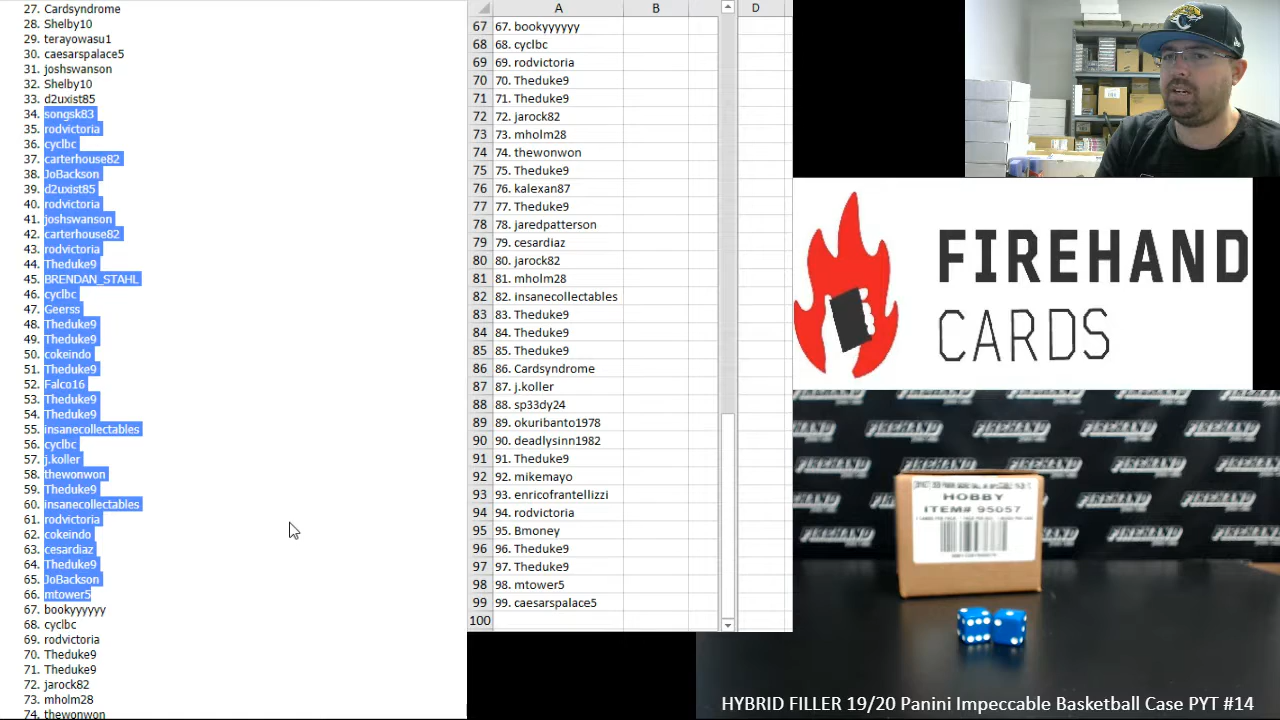 27. Cardsyndrome
28. Shelby10
29. terayowasu1
30. caesarspalace5
31. joshswanson
32. Shelby10
33. d2uxist85
34. songsk83
35. rodvictoria
36. cyclbc
37. carterhouse82
38. JoBackson
39. d2uxist85
40. rodvictoria
41. joshswanson
42. carterhouse82
43. rodvictoria
44. Theduke9
45. BRENDAN_STAHL
46. cyclbc
47. Geerss
48. Theduke9
49. Theduke9
50. cokeindo
51. Theduke9
52. Falco16
53. Theduke9
54. Theduke9
55. insanecollectables
56. cyclbc
57. j.koller
58. thewonwon
59. Theduke9
60. insanecollectables
61. rodvictoria
62. cokeindo
63. cesardiaz
64. Theduke9
65. JoBackson
66. mtower5
67. bookyyyyyy
68. cyclbc
69. rodvictoria
70. Theduke9
71. Theduke9
72. jarock82
73. mholm28
74. thewonwon
A B D
67 67. bookyyyyyy
68 68. cyclbc
69 69. rodvictoria
70 70. Theduke9
71 71. Theduke9
72 72. jarock82
73 73. mholm28
74 74. thewonwon
75 75. Theduke9
76 76. kalexan87
77 77. Theduke9
78 78. jaredpatterson
79 79. cesardiaz
80 80. jarock82
81 81. mholm28
82 82. insanecollectables
83 83. Theduke9
84 84. Theduke9
85 85. Theduke9
86 86. Cardsyndrome
87 87. j.koller
88 88. sp33dy24
89 89. okuribanto1978
90 90. deadlysinn1982
91 91. Theduke9
92 92. mikemayo
93 93. enricofrantellizzi
94 94. rodvictoria
95 95. Bmoney
96 96. Theduke9
97 97. Theduke9
98 98. mtower5
99 99. caesarspalace5
100
FIREHAND
CARDS
FIREHAND
HOBBY
ITEM# 95057
HYBRID FILLER 19/20 Panini Impeccable Basketball Case PYT #14